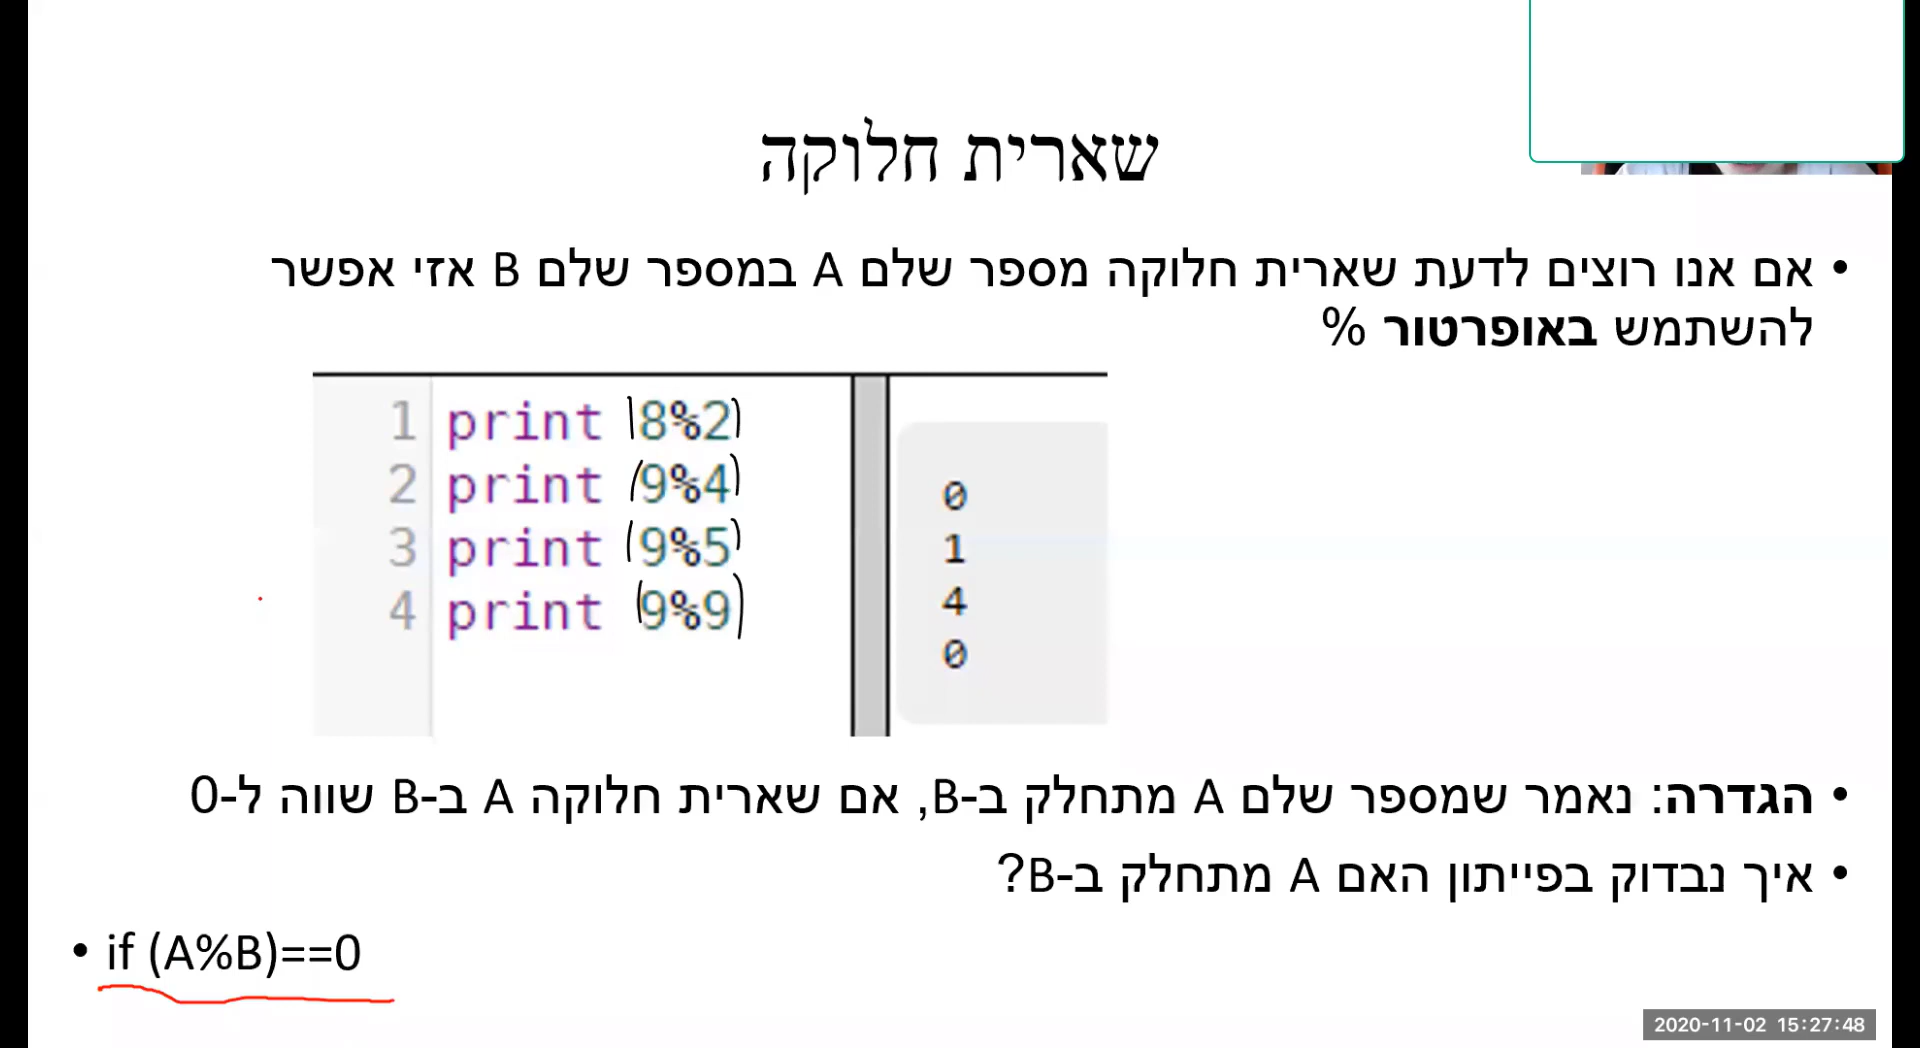 שארית חלוקה
• אם אנו רוצים לדעת שארית חלוקה מספר שלם A במספר שלם B אזי אפשר
להשתמש באופרטור %
1 print (8%2)
2 print (9%4)
3 print (9%5)
4 print (9%9)
0
1
4
0
• הגדרה: נאמר שמספר שלם A מתחלק ב-B, אם שארית חלוקה A ב-B שווה ל-0
• איך נבדוק בפייתון האם A מתחלק ב-B?
• if (A%B)==0
2020-11-02 15:27:48